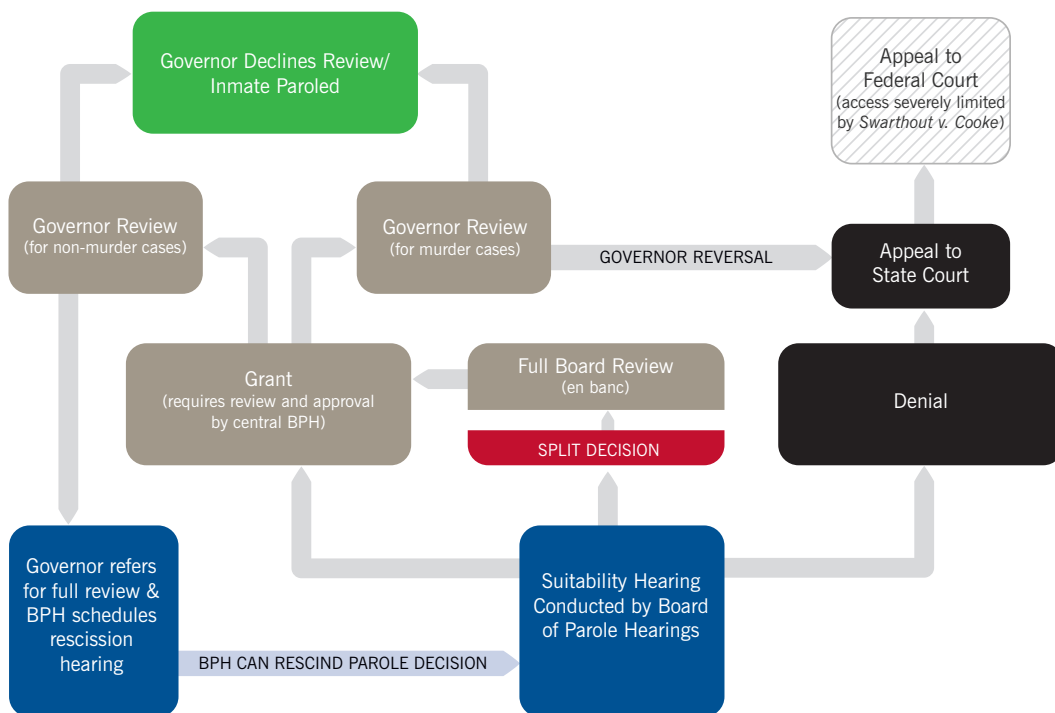 Governor Declines Review/
Inmate Paroled
Appeal to
Federal Court
(access severely limited
by Swarthout v. Cooke)
Governor Review
(for non-murder cases)
Governor Review
(for murder cases)
GOVERNOR REVERSAL
Appeal to
State Court
Grant
(requires review and approval
by central BPH)
Full Board Review
(en banc)
SPLIT DECISION
Denial
Governor refers
for full review &
BPH schedules
rescission
hearing
BPH CAN RESCIND PAROLE DECISION
Suitability Hearing
Conducted by Board
of Parole Hearings